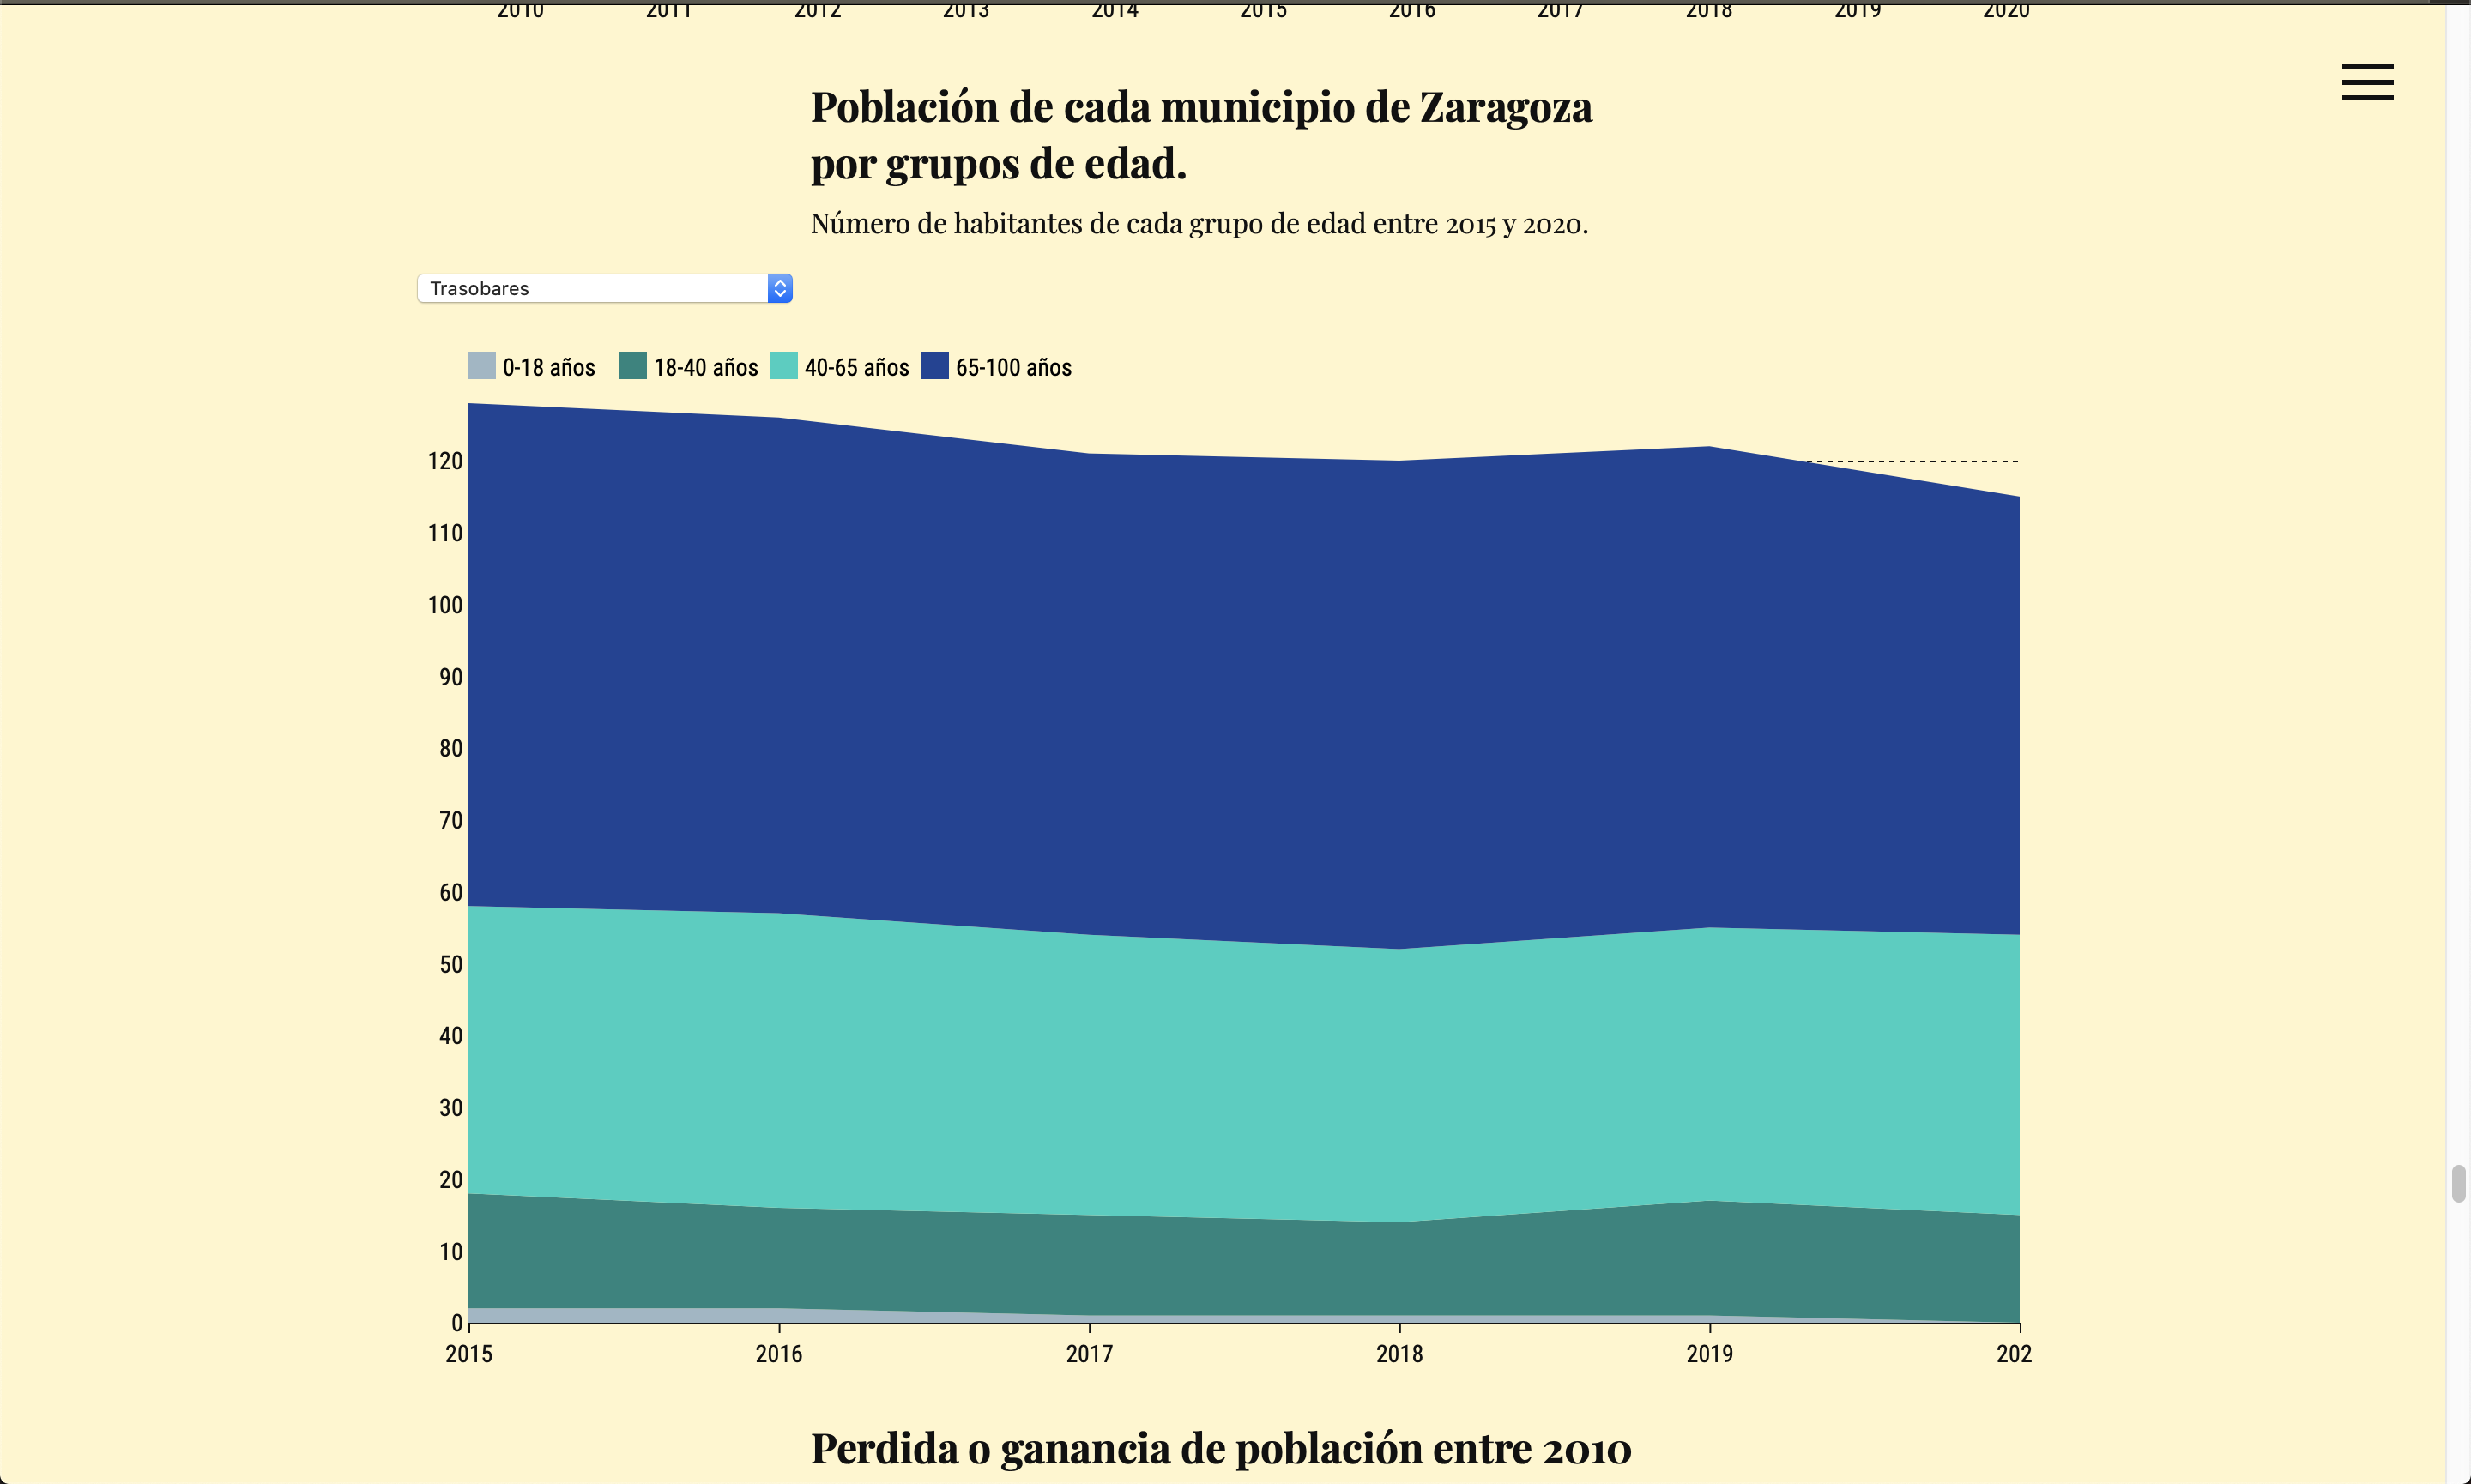 2010 2011 2012 2013 2014 2015 2016 2017 2018 2019 2020
Población de cada municipio de Zaragoza
por grupos de edad.
Número de habitantes de cada grupo de edad entre 2015 y 2020.
Trasobares
0-18 años 18-40 años 40-65 años 65-100 años
120
110
100
90
80
70
60
50
40
30
20
10
0
2015 2016 2017 2018 2019 202
Perdida o ganancia de población entre 2010